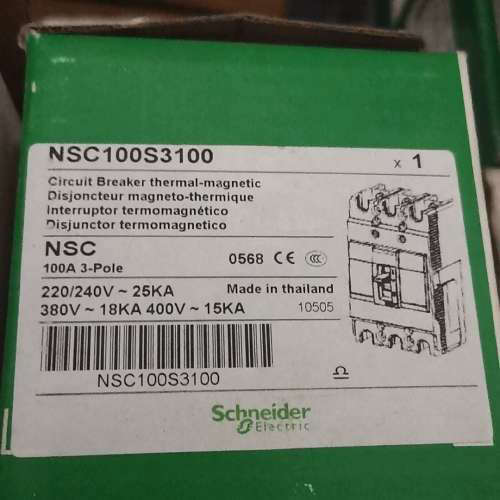 NSC100S3100
x 1
Circuit Breaker thermal-magnetic
Disjoncteur magneto-thermique
Interruptor termomagnético
Disjunctor termomagnetico
NSC
100A 3-Pole
0568 CE CCC
220/240V ~ 25KA
Made in thailand
380V ~ 18KA 400V ~ 15KA
10505
NSC100S3100
Schneider
Electric